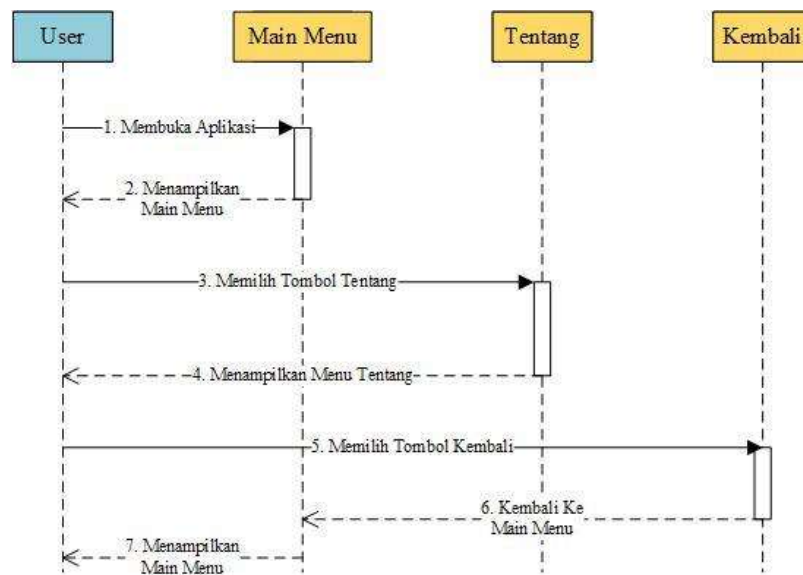 User
Main Menu
Tentang
Kembali
1. Membuka Aplikasi
2. Menampilkan
Main Menu
3. Memilih Tombol Tentang
4. Menampilkan Menu Tentang
5. Memilih Tombol Kembali
6. Kembali Ke
Main Menu
7. Menampilkan
Main Menu